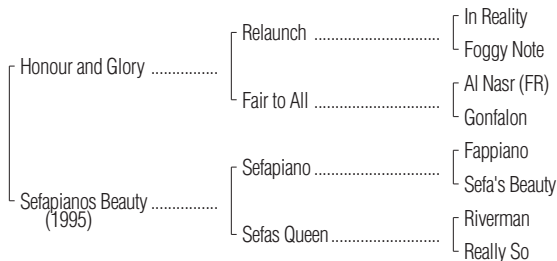 In Reality
Relaunch ......................
Foggy Note
Honour and Glory ...............
Al Nasr (FR)
Fair to All ......................
Gonfalon
Fappiano
Sefapiano ......................
Sefa's Beauty
Sefapianos Beauty ...............
(1995)
Riverman
Sefas Queen ......................
Really So